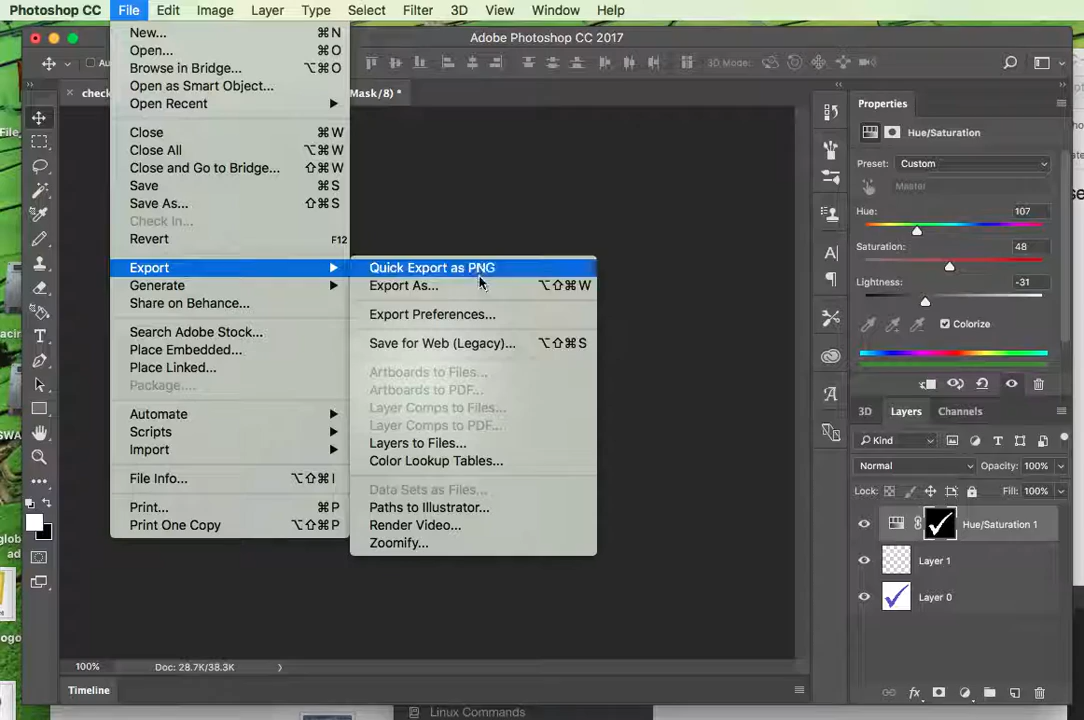 Photoshop CC File Edit Image Layer Type Select Filter 3D View Window Help
Adobe Photoshop CC 2017
Au
3D Model:
× check
Mask/8) *
New... ⌘N
Open... ⌘O
Browse in Bridge... ⌥⌘O
Open as Smart Object...
Open Recent
Close ⌘W
Close All ⌥⌘W
Close and Go to Bridge... ⇧⌘W
Save ⌘S
Save As... ⇧⌘S
Check In...
Revert F12
Export
Generate
Share on Behance...
Search Adobe Stock...
Place Embedded...
Place Linked...
Package...
Automate
Scripts
Import
File Info... ⌥⇧⌘I
Print... ⌘P
Print One Copy ⌥⇧⌘P
Quick Export as PNG
Export As... ⌥⇧⌘W
Export Preferences...
Save for Web (Legacy)... ⌥⇧⌘S
Artboards to Files...
Artboards to PDF...
Layer Comps to Files...
Layer Comps to PDF...
Layers to Files...
Color Lookup Tables...
Data Sets as Files...
Paths to Illustrator...
Render Video...
Zoomify...
Properties
Hue/Saturation
Preset: Custom
Master
Hue: 107
Saturation: 48
Lightness: -31
Colorize
3D Layers Channels
Kind
Normal Opacity: 100%
Lock: Fill: 100%
Hue/Saturation 1
Layer 1
Layer 0
100% Doc: 28.7K/38.3K
Timeline
Linux Commands